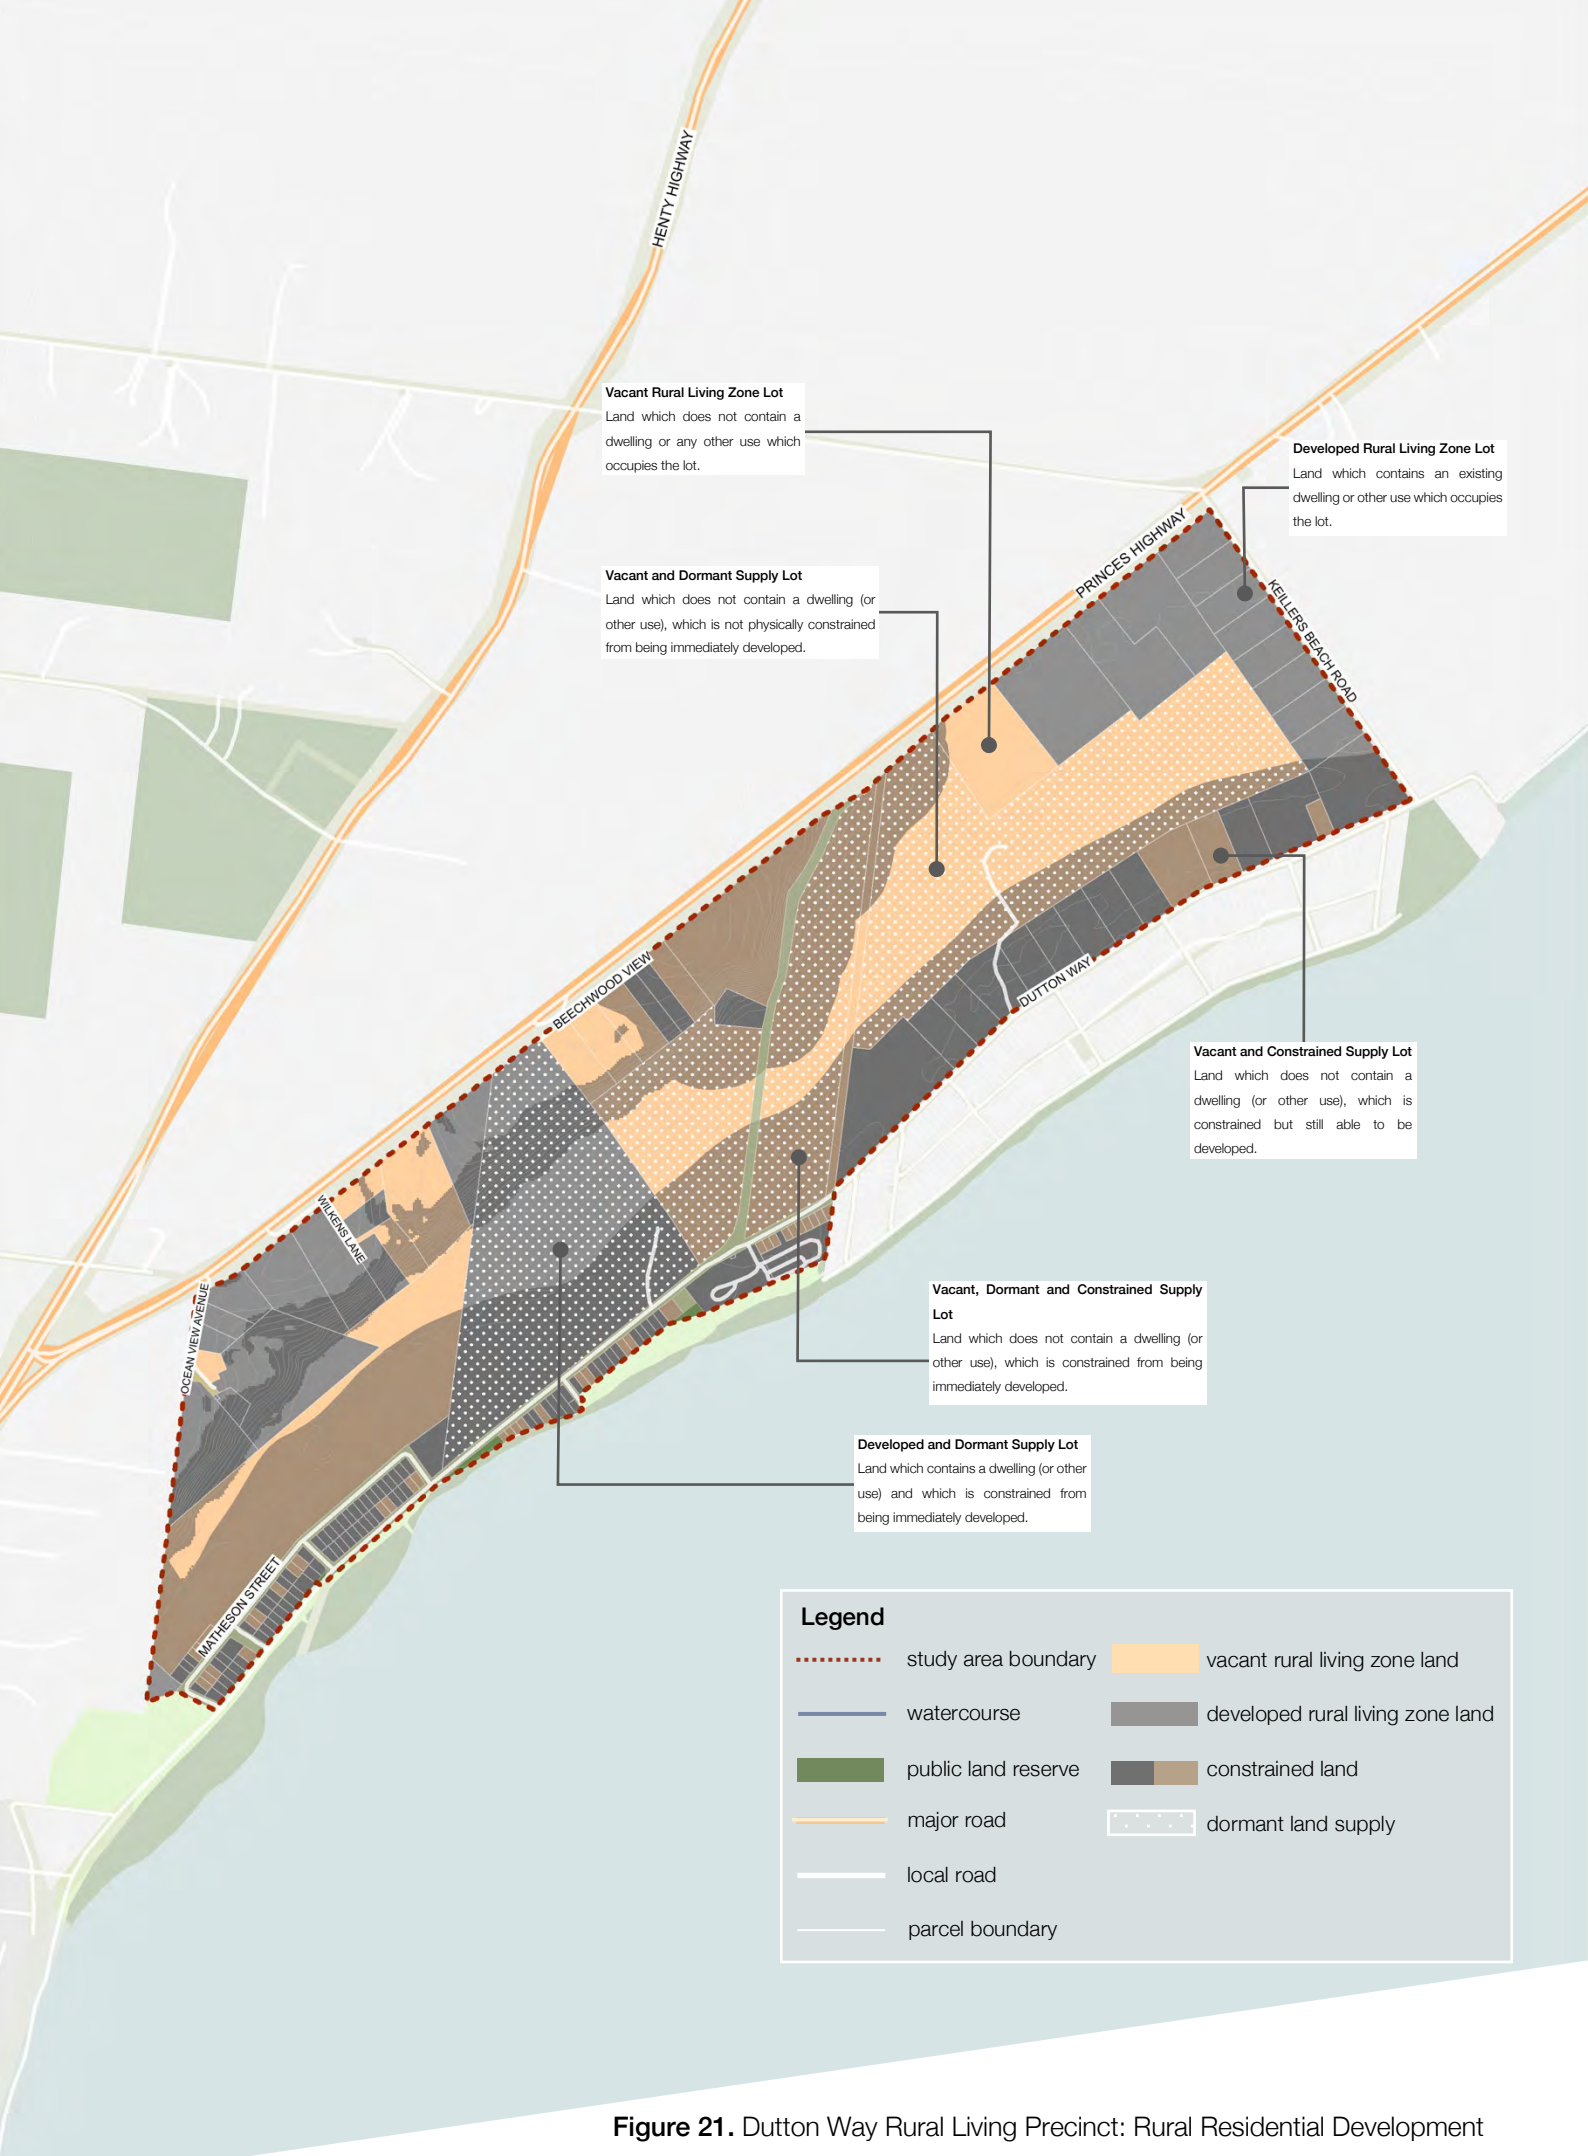 HENTY HIGHWAY
Vacant Rural Living Zone Lot
Land which does not contain a
dwelling or any other use which
occupies the lot.
Developed Rural Living Zone Lot
Land which contains an existing
dwelling or other use which occupies
the lot.
PRINCES HIGHWAY
Vacant and Dormant Supply Lot
Land which does not contain a dwelling (or
other use), which is not physically constrained
from being immediately developed.
KEILLERS BEACH ROAD
BEECHWOOD VIEW
DUTTON WAY
Vacant and Constrained Supply Lot
Land which does not contain a
dwelling (or other use), which is
constrained but still able to be
developed.
WILKENS LANE
OCEAN VIEW AVENUE
Vacant, Dormant and Constrained Supply
Lot
Land which does not contain a dwelling (or
other use), which is constrained from being
immediately developed.
Developed and Dormant Supply Lot
Land which contains a dwelling (or other
use) and which is constrained from
being immediately developed.
MATHESON STREET
Legend
study area boundary
vacant rural living zone land
watercourse
developed rural living zone land
public land reserve
constrained land
major road
dormant land supply
local road
parcel boundary
Figure 21. Dutton Way Rural Living Precinct: Rural Residential Development